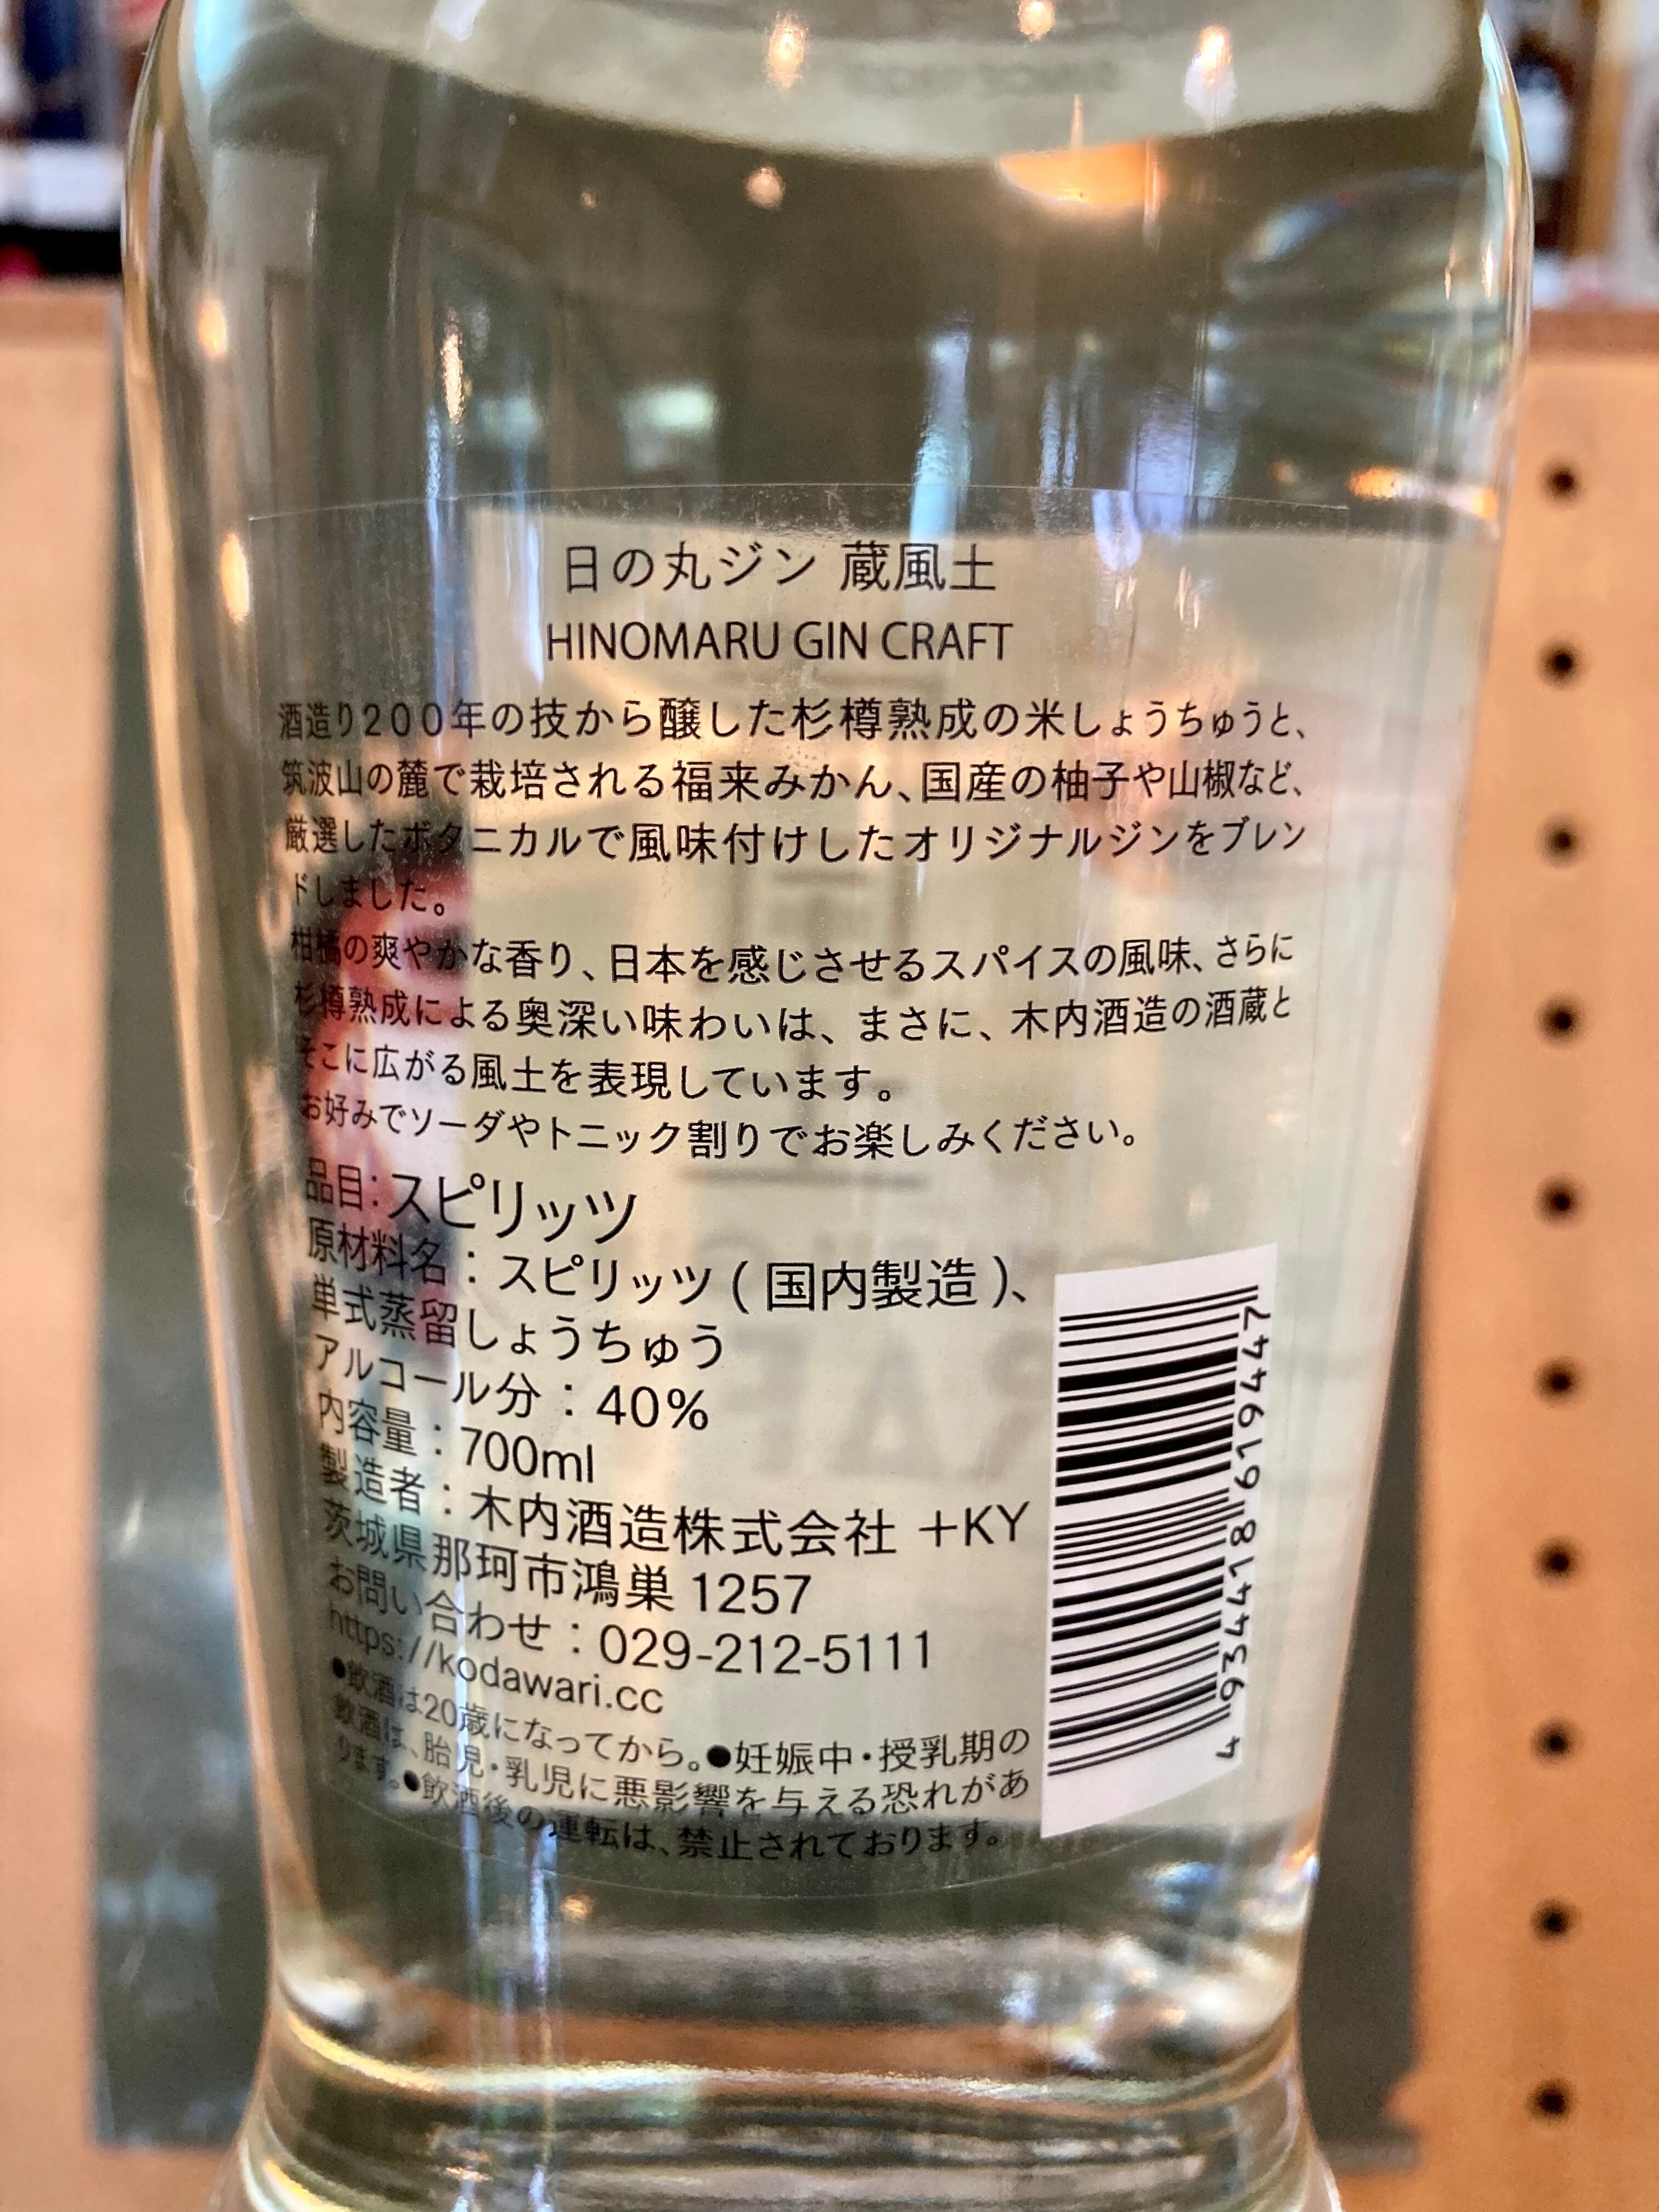 日の丸ジン 蔵風土
HINOMARU GIN CRAFT
酒造り200年の技から醸した杉樽熟成の米しょうちゅうと、
筑波山の麓で栽培される福来みかん、国産の柚子や山椒など、
厳選したボタニカルで風味付けしたオリジナルジンをブレン
ドしました。
柑橘の爽やかな香り、日本を感じさせるスパイスの風味、さらに
杉樽熟成による奥深い味わいは、まさに、木内酒造の酒蔵と
そこに広がる風土を表現しています。
お好みでソーダやトニック割りでお楽しみください。
品目：スピリッツ
原材料名：スピリッツ（国内製造）、
単式蒸留しょうちゅう
アルコール分：40%
内容量：700ml
製造者：木内酒造株式会社 +KY
茨城県那珂市鴻巣 1257
お問い合わせ：029-212-5111
https://kodawari.cc
●飲酒は20歳になってから。●妊娠中・授乳期の
飲酒は、胎児・乳児に悪影響を与える恐れがあ
ります。●飲酒後の運転は、禁止されております。